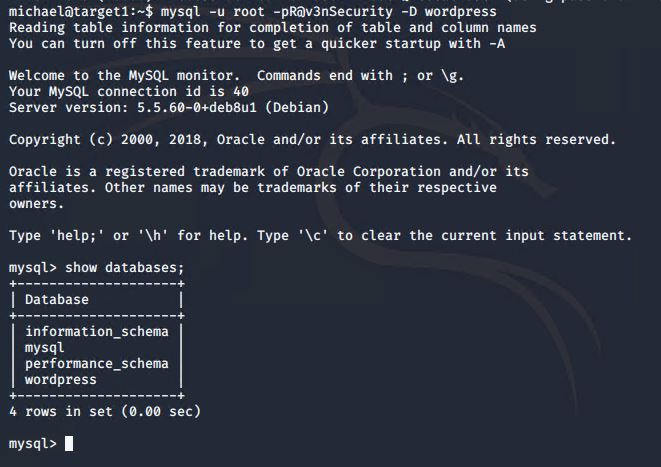 michael@target1:~$ mysql -u root -pR@v3nSecurity -D wordpress
Reading table information for completion of table and column names
You can turn off this feature to get a quicker startup with -A

Welcome to the MySQL monitor.  Commands end with ; or \g.
Your MySQL connection id is 40
Server version: 5.5.60-0+deb8u1 (Debian)

Copyright (c) 2000, 2018, Oracle and/or its affiliates. All rights reserved.

Oracle is a registered trademark of Oracle Corporation and/or its
affiliates. Other names may be trademarks of their respective
owners.

Type 'help;' or '\h' for help. Type '\c' to clear the current input statement.

mysql> show databases;
+--------------------+
| Database           |
+--------------------+
| information_schema |
| mysql              |
| performance_schema |
| wordpress          |
+--------------------+
4 rows in set (0.00 sec)

mysql>